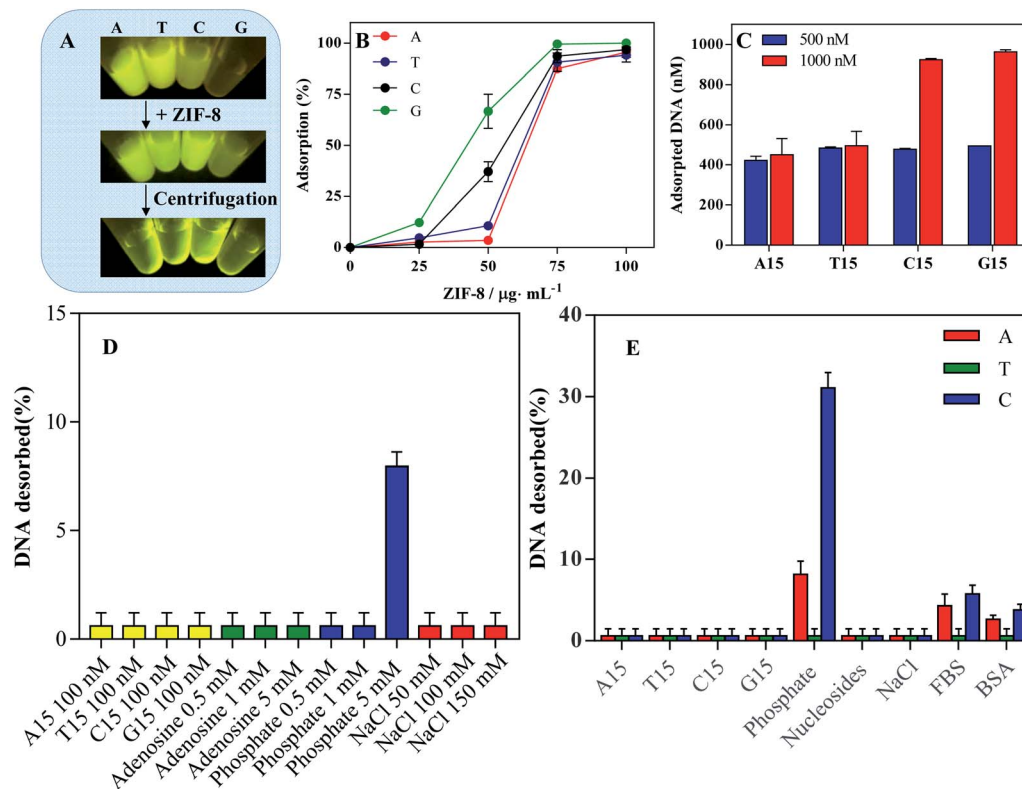 A
A T C G
+ ZIF-8
Centrifugation
B
A
T
C
G
Adsorption (%)
100
75
50
25
0
0 25 50 75 100
ZIF-8 / μg· mL⁻¹
C
500 nM
1000 nM
Adsorpted DNA (nM)
1000
800
600
400
200
0
A15 T15 C15 G15
D
DNA desorbed(%)
15
10
5
0
A15 100 nM
T15 100 nM
C15 100 nM
G15 100 nM
Adenosine 0.5 mM
Adenosine 1 mM
Adenosine 5 mM
Phosphate 0.5 mM
Phosphate 1 mM
Phosphate 5 mM
NaCl 50 mM
NaCl 100 mM
NaCl 150 mM
E
A
T
C
DNA desorbed(%)
40
30
20
10
0
A15
T15
C15
G15
Phosphate
Nucleosides
NaCl
FBS
BSA